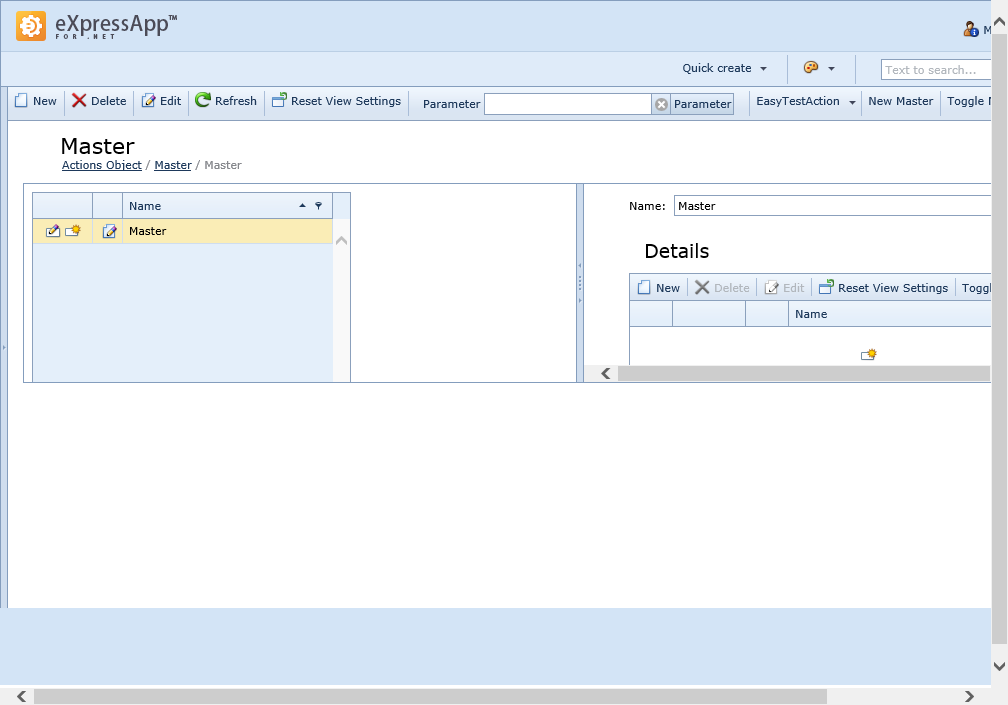 eXpressApp™
FOR .NET
M
Quick create
Text to search...
New Delete Edit Refresh Reset View Settings Parameter Parameter EasyTestAction New Master Toggle
Master
Actions Object / Master / Master
Name
Master
Name: Master
Details
New Delete Edit Reset View Settings Toggl
Name